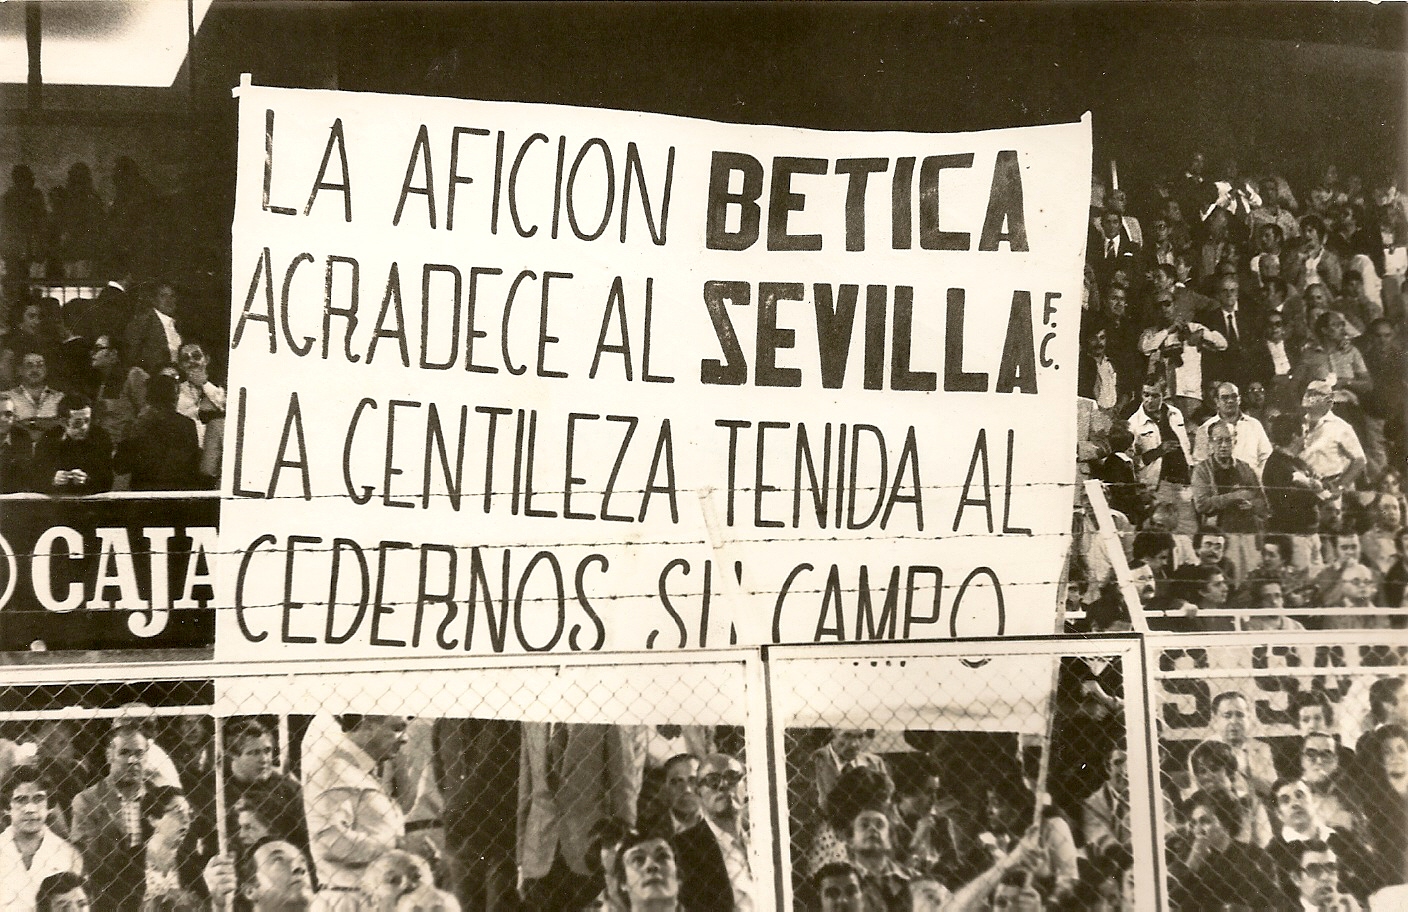 LA AFICION BETICA
AGRADECE AL SEVILLA F.C.
LA GENTILEZA TENIDA AL
CEDERNOS SU CAMPO
CAJA